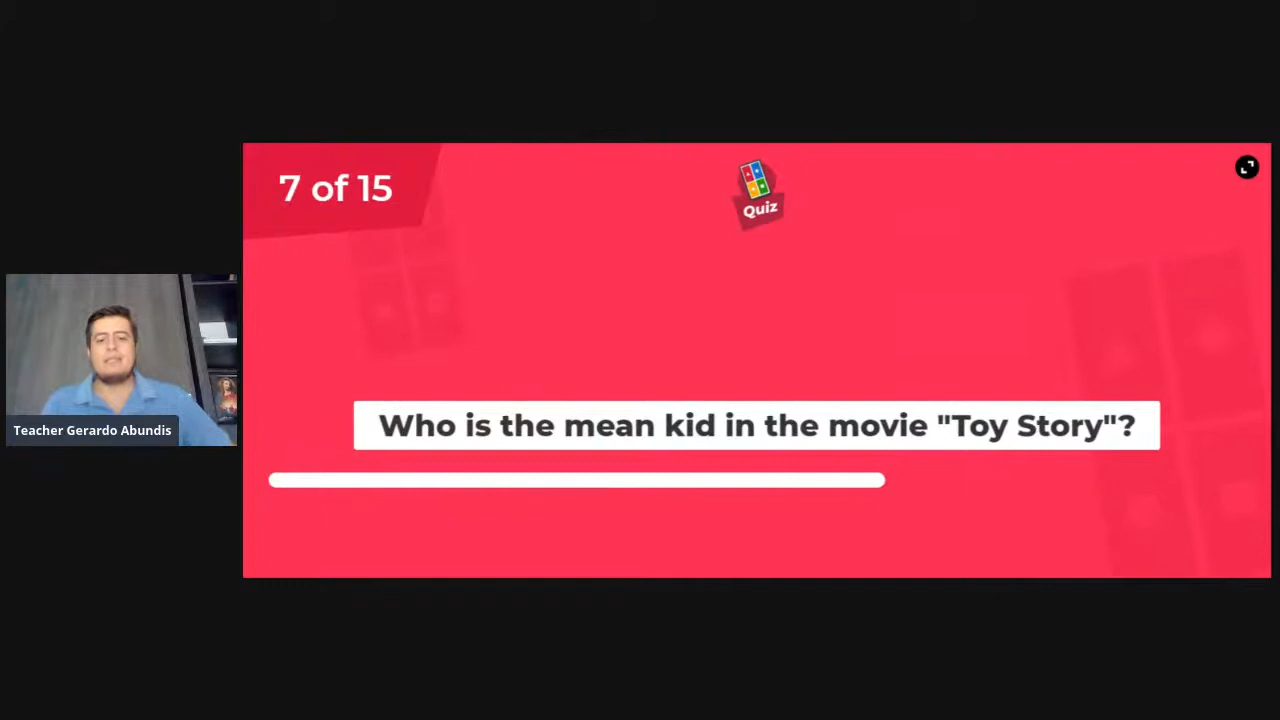 7 of 15
Quiz
Who is the mean kid in the movie "Toy Story"?
Teacher Gerardo Abundis